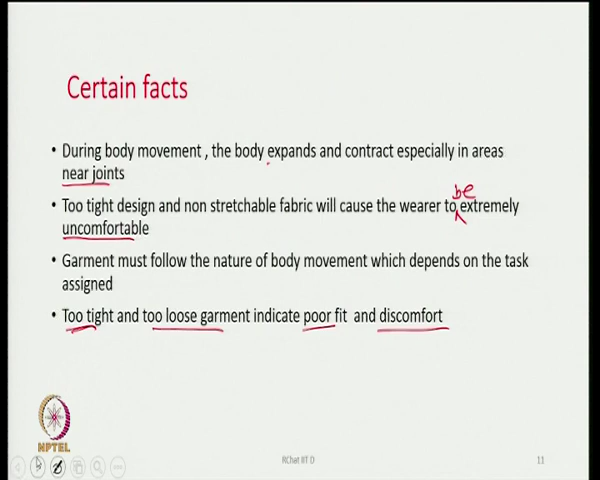 Certain facts
• During body movement , the body expands and contract especially in areas
near joints
be
• Too tight design and non stretchable fabric will cause the wearer to extremely
uncomfortable
• Garment must follow the nature of body movement which depends on the task
assigned
• Too tight and too loose garment indicate poor fit and discomfort
NPTEL
RChat IIT D
11